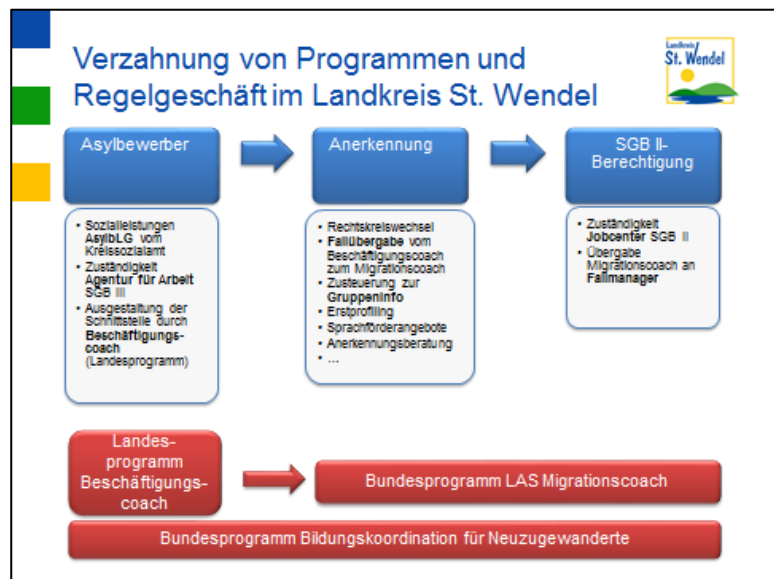 Verzahnung von Programmen und
Regelgeschäft im Landkreis St. Wendel
Landkreis
St. Wendel
Asylbewerber
• Sozialleistungen
AsylbLG vom
Kreissozialamt
• Zuständigkeit
Agentur für Arbeit
SGB III
• Ausgestaltung der
Schnittstelle durch
Beschäftigungs-
coach
(Landesprogramm)
Anerkennung
• Rechtskreiswechsel
• Fallübergabe vom
Beschäftigungscoach
zum Migrationscoach
• Zusteuerung zur
Gruppeninfo
• Erstprofiling
• Sprachförderangebote
• Anerkennungsberatung
• ...
SGB II-
Berechtigung
• Zuständigkeit
Jobcenter SGB II
• Übergabe
Migrationscoach an
Fallmanager
Landes-
programm
Beschäftigungs-
coach
Bundesprogramm LAS Migrationscoach
Bundesprogramm Bildungskoordination für Neuzugewanderte